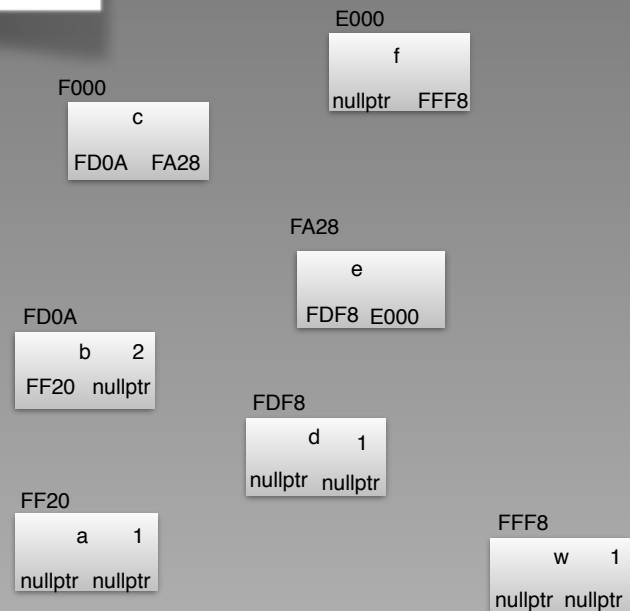 E000
f
nullptr FFF8
F000
c
FD0A FA28
FA28
e
FDF8 E000
FD0A
b 2
FF20 nullptr
FDF8
d 1
nullptr nullptr
FF20
a 1
nullptr nullptr
FFF8
w 1
nullptr nullptr